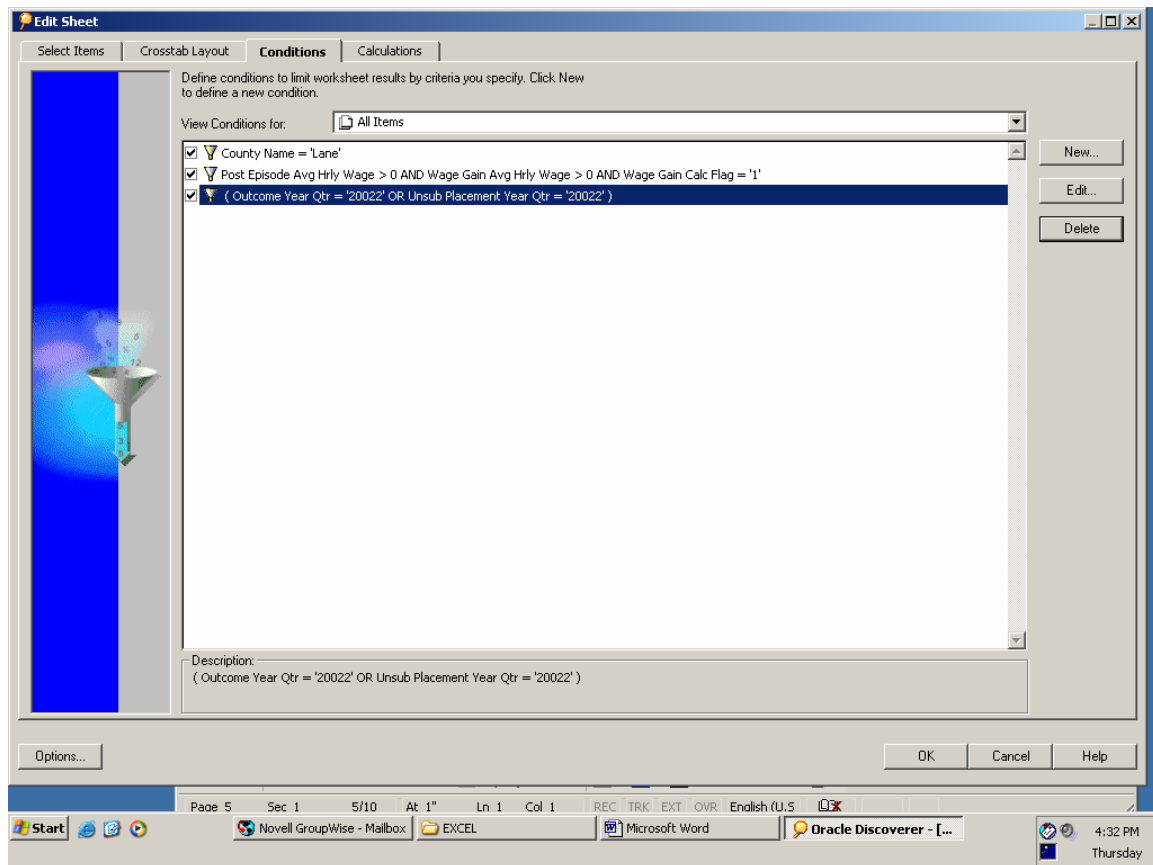 Edit Sheet
Select Items Crosstab Layout Conditions Calculations
Define conditions to limit worksheet results by criteria you specify. Click New
to define a new condition.
View Conditions for: All Items
County Name = 'Lane'
Post Episode Avg Hrly Wage > 0 AND Wage Gain Avg Hrly Wage > 0 AND Wage Gain Calc Flag = '1'
( Outcome Year Qtr = '20022' OR Unsub Placement Year Qtr = '20022' )
New...
Edit...
Delete
Description:
( Outcome Year Qtr = '20022' OR Unsub Placement Year Qtr = '20022' )
Options... OK Cancel Help
Page 5 Sec 1 5/10 At 1" Ln 1 Col 1 REC TRK EXT OVR English (U.S
Start Novell GroupWise - Mailbox EXCEL Microsoft Word Oracle Discoverer - [... 4:32 PM
Thursday